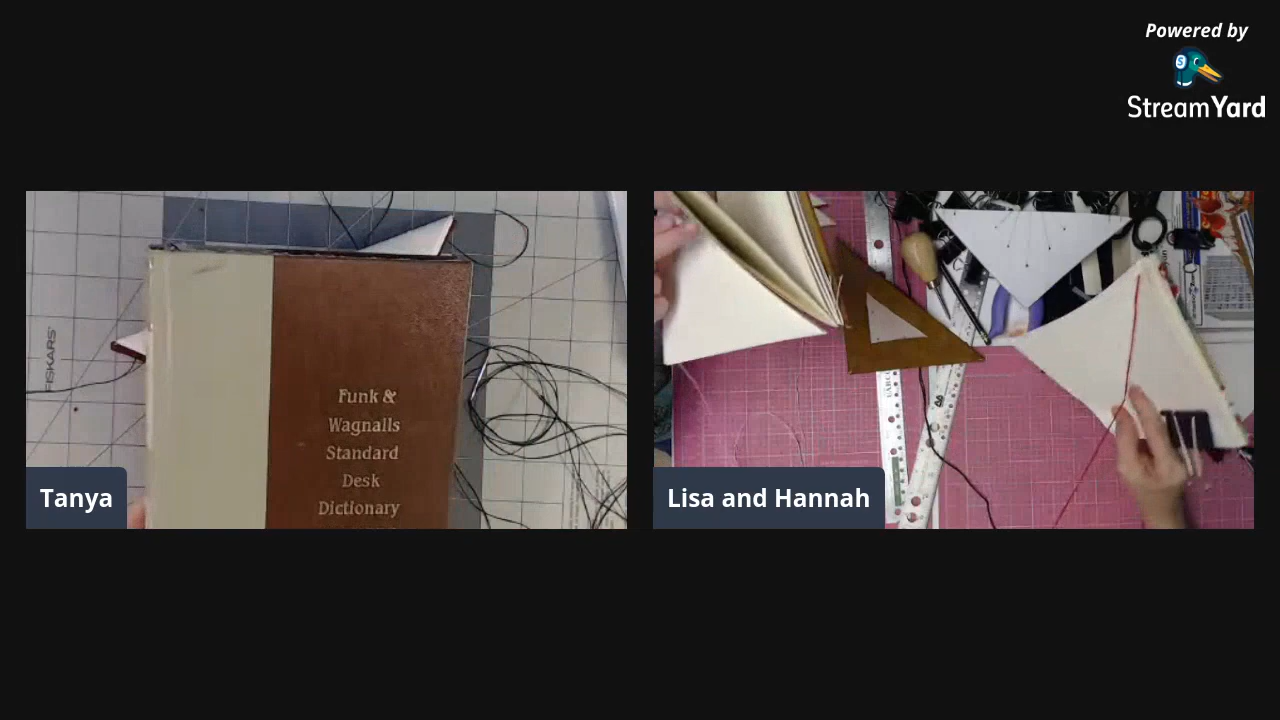 Powered by
StreamYard
FISKARS
Funk &
Wagnalls
Standard
Desk
Dictionary
Tanya
Lisa and Hannah